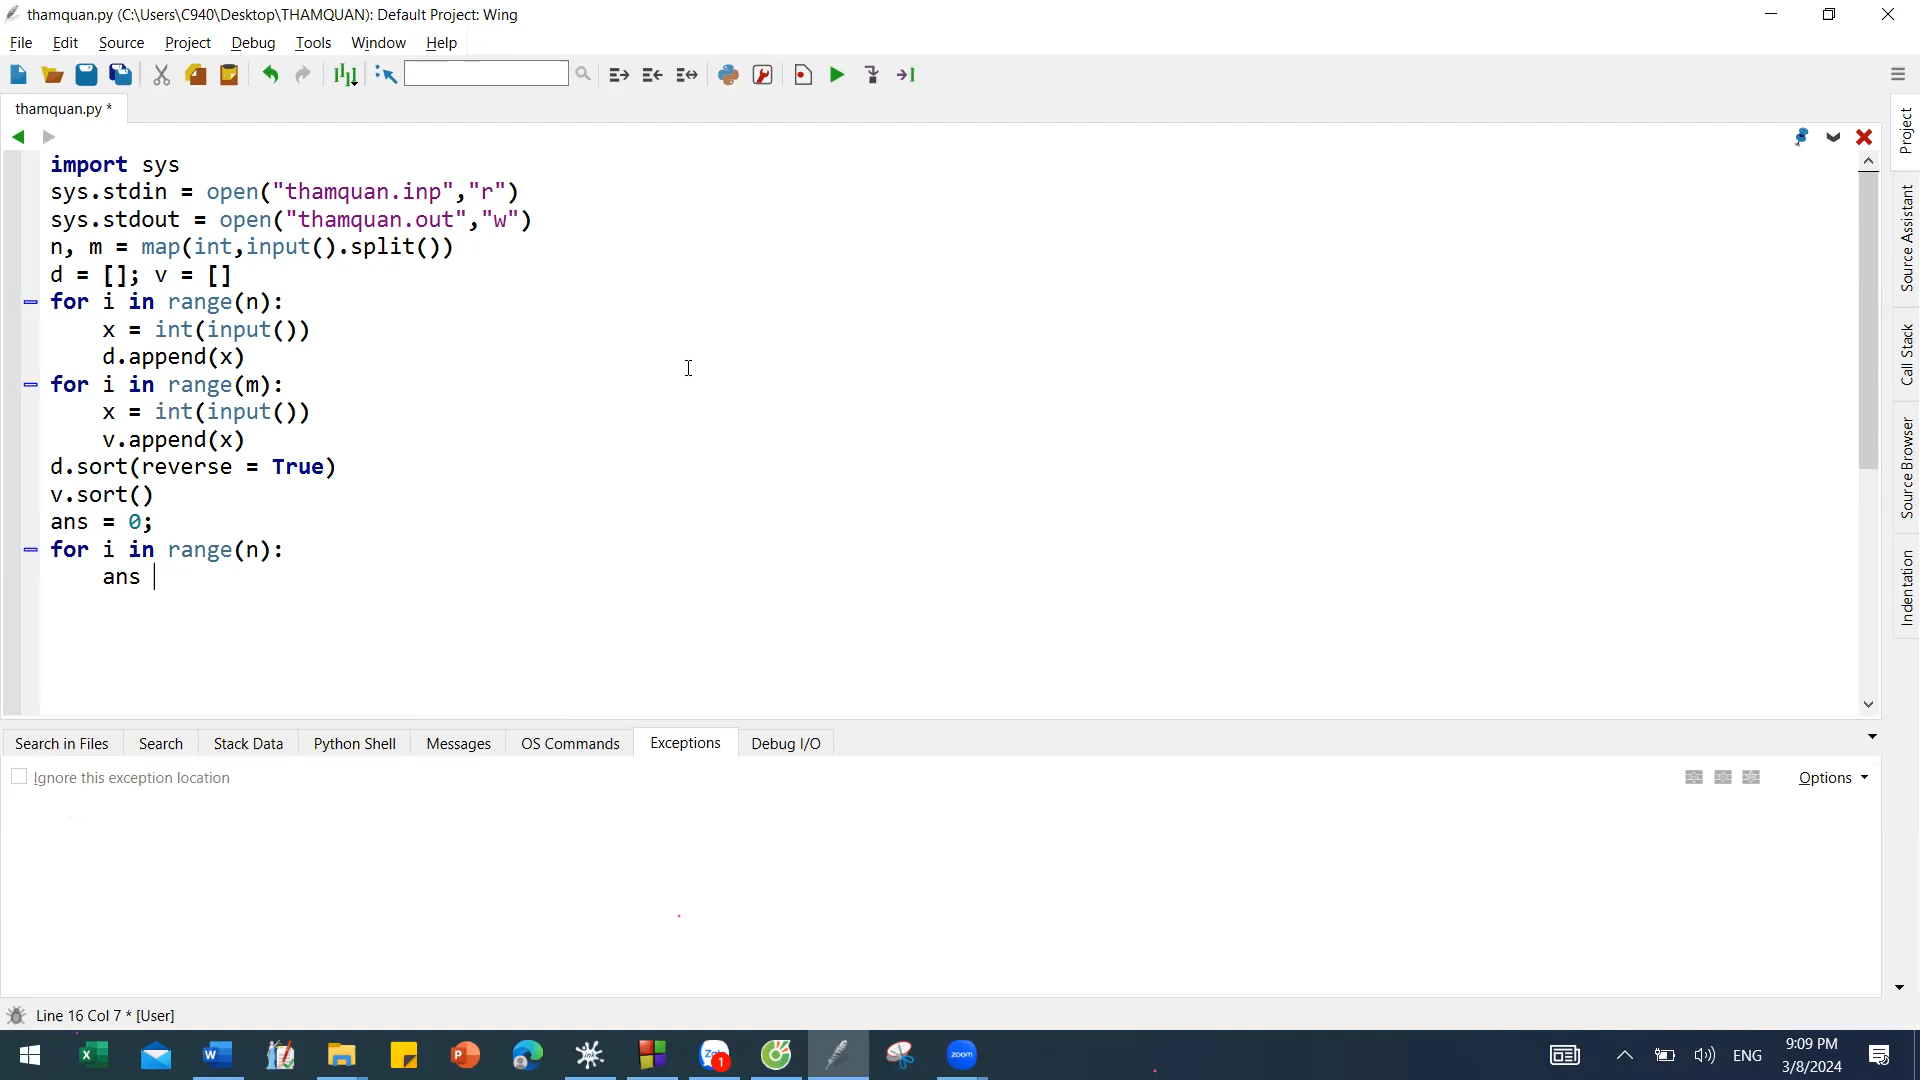 thamquan.py (C:\Users\C940\Desktop\THAMQUAN): Default Project: Wing
File Edit Source Project Debug Tools Window Help
thamquan.py *
import sys
sys.stdin = open("thamquan.inp","r")
sys.stdout = open("thamquan.out","w")
n, m = map(int,input().split())
d = []; v = []
for i in range(n):
    x = int(input())
    d.append(x)
for i in range(m):
    x = int(input())
    v.append(x)
d.sort(reverse = True)
v.sort()
ans = 0;
for i in range(n):
    ans
Project
Source Assistant
Call Stack
Source Browser
Indentation
Search in Files Search Stack Data Python Shell Messages OS Commands Exceptions Debug I/O
Ignore this exception location Options
Line 16 Col 7 * [User]
zoom
1
ENG
9:09 PM
3/8/2024